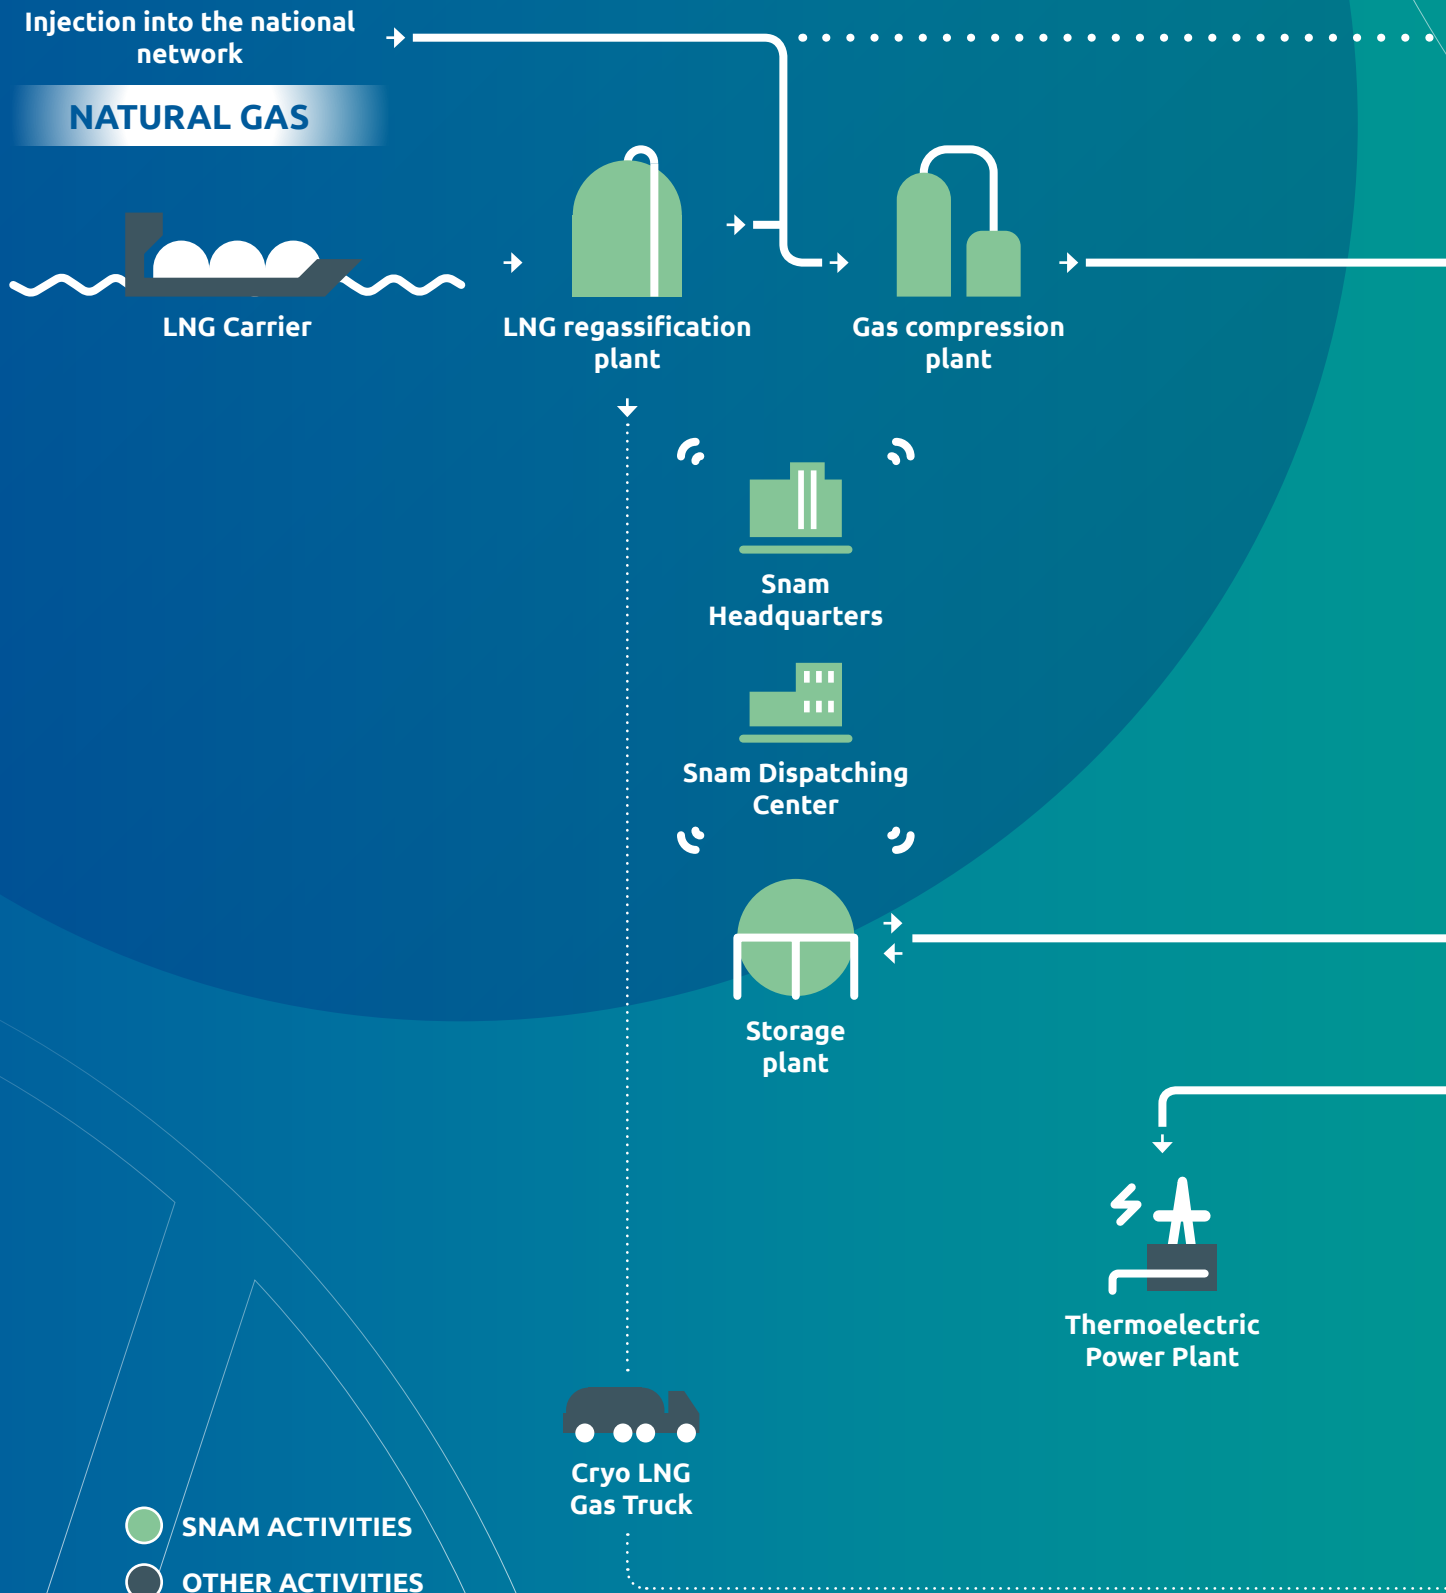 Injection into the national
network
NATURAL GAS
LNG Carrier
LNG regassification
plant
Gas compression
plant
Snam
Headquarters
Snam Dispatching
Center
Storage
plant
Thermoelectric
Power Plant
Cryo LNG
Gas Truck
SNAM ACTIVITIES
OTHER ACTIVITIES